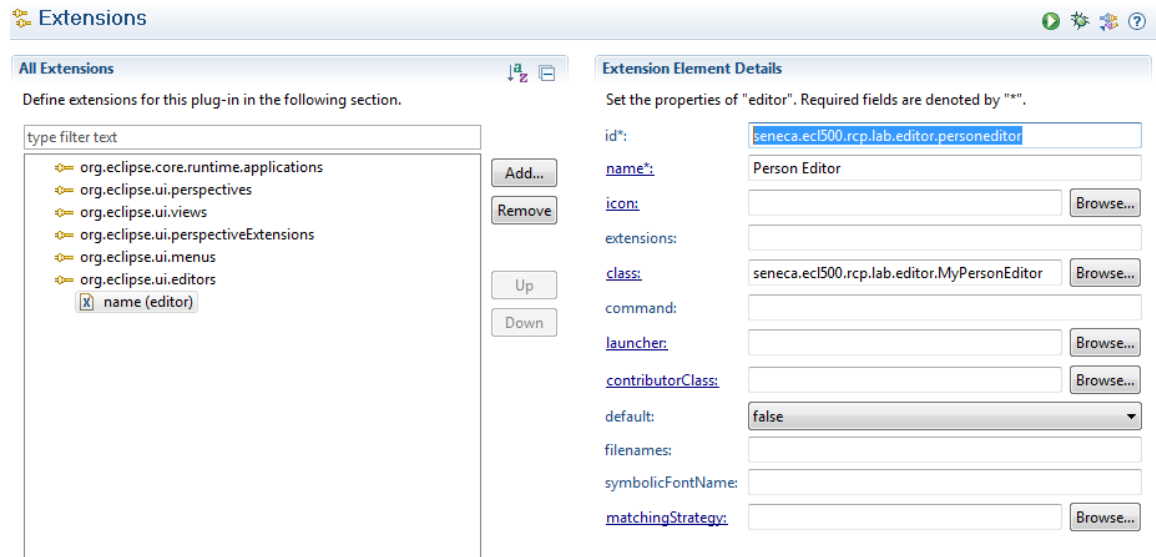 Extensions
All Extensions
Define extensions for this plug-in in the following section.
type filter text
org.eclipse.core.runtime.applications
org.eclipse.ui.perspectives
org.eclipse.ui.views
org.eclipse.ui.perspectiveExtensions
org.eclipse.ui.menus
org.eclipse.ui.editors
name (editor)
Add...
Remove
Up
Down
Extension Element Details
Set the properties of "editor". Required fields are denoted by "*".
id*: seneca.ecl500.rcp.lab.editor.personeditor
name*: Person Editor
icon: Browse...
extensions:
class: seneca.ecl500.rcp.lab.editor.MyPersonEditor Browse...
command:
launcher: Browse...
contributorClass: Browse...
default: false
filenames:
symbolicFontName:
matchingStrategy: Browse...